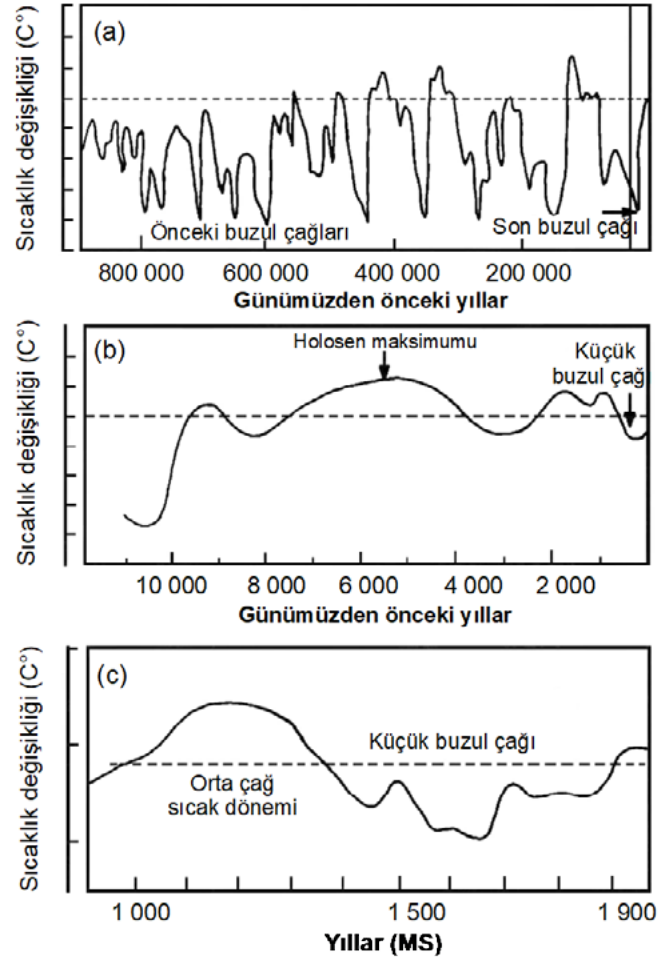 Sıcaklık değişikliği (C°)
(a)
Önceki buzul çağları
Son buzul çağı
800 000 600 000 400 000 200 000
Günümüzden önceki yıllar
Sıcaklık değişikliği (C°)
(b)
Holosen maksimumu
Küçük
buzul çağı
10 000 8 000 6 000 4 000 2 000
Günümüzden önceki yıllar
Sıcaklık değişikliği (C°)
(c)
Küçük buzul çağı
Orta çağ
sıcak dönemi
1 000 1 500 1 900
Yıllar (MS)